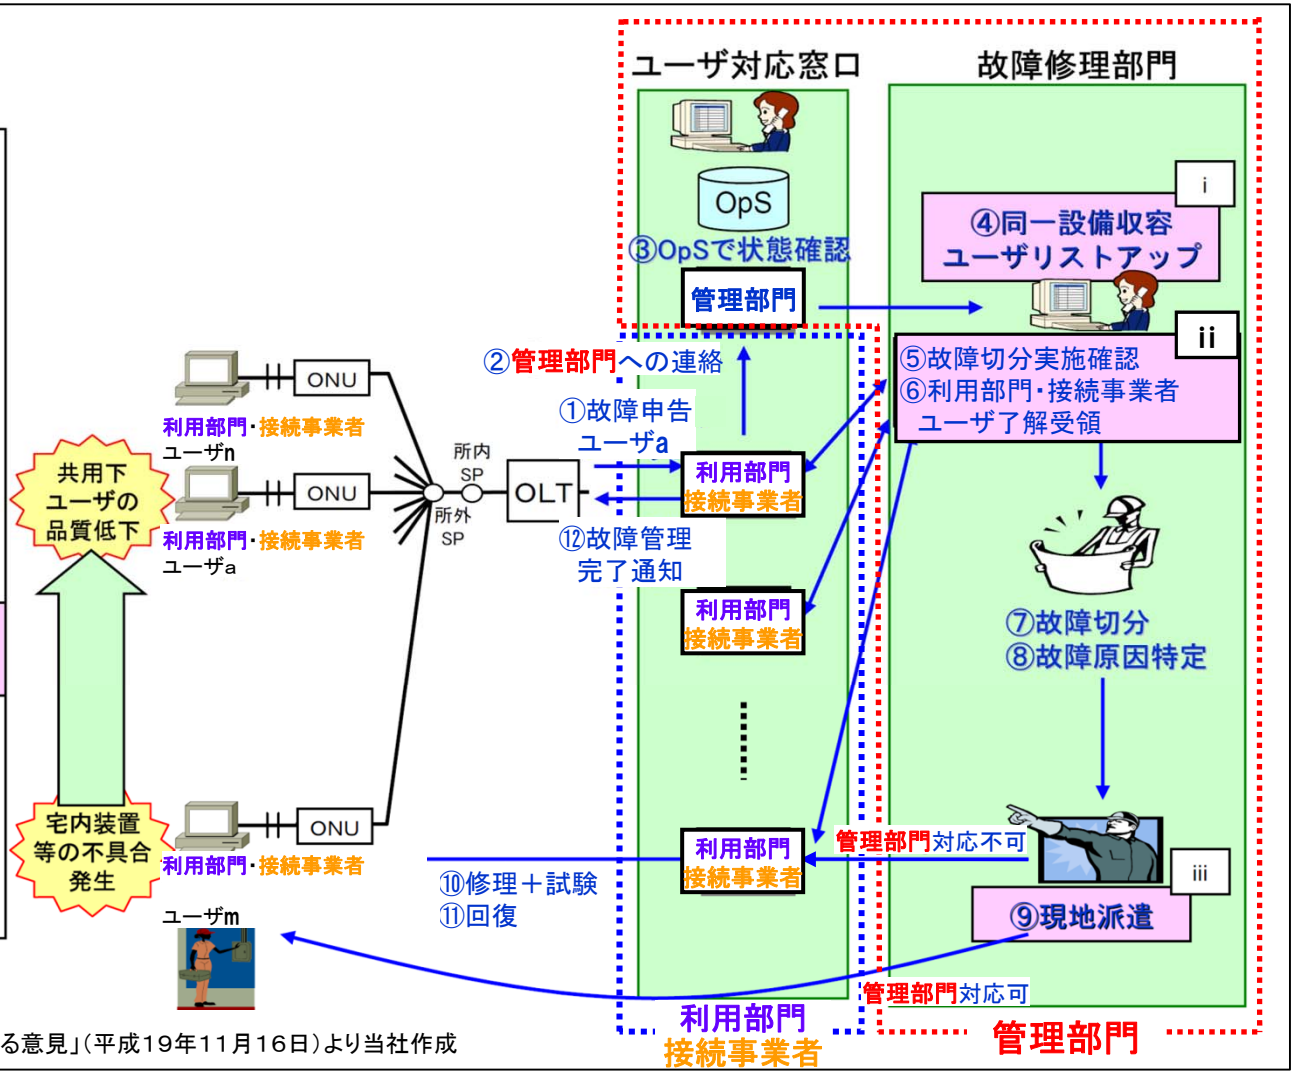 ユーザ対応窓口
故障修理部門
OpS
③OpSで状態確認
管理部門
i
④同一設備収容
ユーザリストアップ
ii
⑤故障切分実施確認
⑥利用部門・接続事業者
ユーザ了解受領
②管理部門への連絡
①故障申告
ユーザa
利用部門
接続事業者
⑫故障管理
完了通知
利用部門
接続事業者
ONU
利用部門・接続事業者
ユーザn
共用下
ユーザの
品質低下
ONU
利用部門・接続事業者
ユーザa
所内
SP
OLT
所外
SP
⑦故障切分
⑧故障原因特定
宅内装置
等の不具合
発生
ONU
利用部門・接続事業者
ユーザm
利用部門
接続事業者
管理部門対応不可
⑩修理＋試験
⑪回復
iii
⑨現地派遣
管理部門対応可
利用部門
接続事業者
管理部門
る意見」(平成19年11月16日)より当社作成